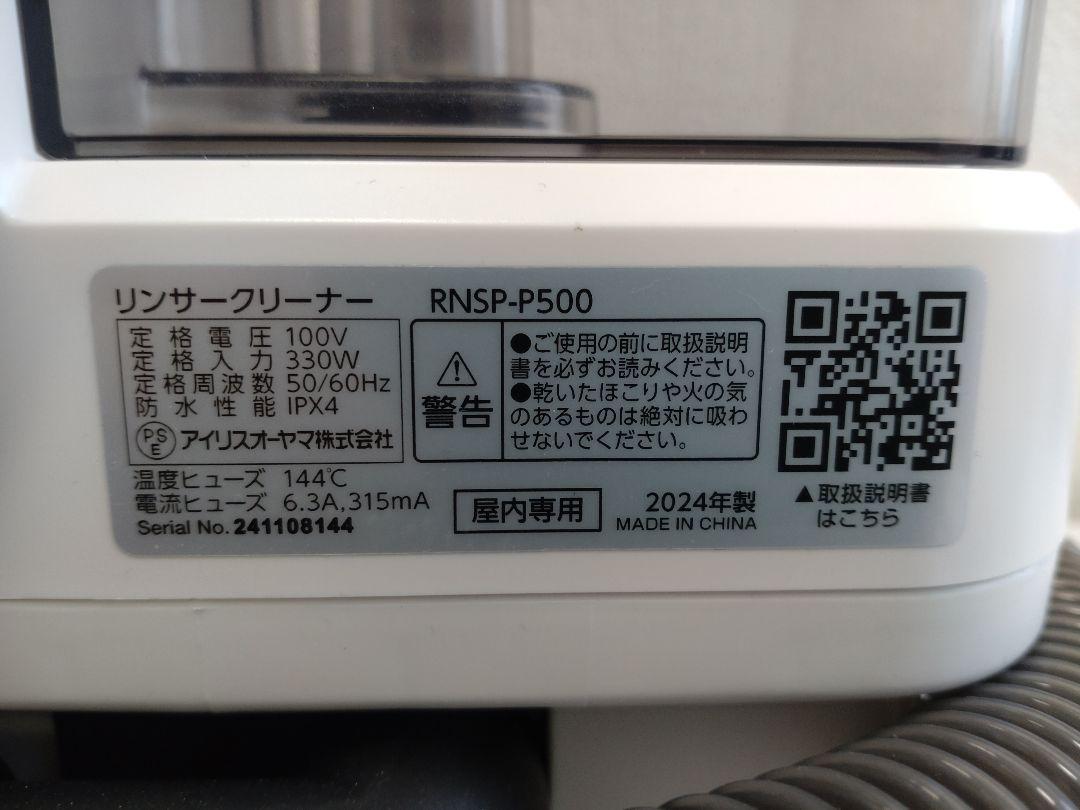 リンサークリーナー RNSP-P500
定格電圧 100V
定格入力 330W
定格周波数 50/60Hz
防水性能 IPX4
PSE アイリスオーヤマ株式会社
温度ヒューズ 144℃
電流ヒューズ 6.3A,315mA
Serial No. 241108144
警告
●ご使用の前に取扱説明
書を必ずお読みください。
●乾いたほこりや火の気
のあるものは絶対に吸わ
せないでください。
屋内専用
2024年製
MADE IN CHINA
▲取扱説明書
はこちら